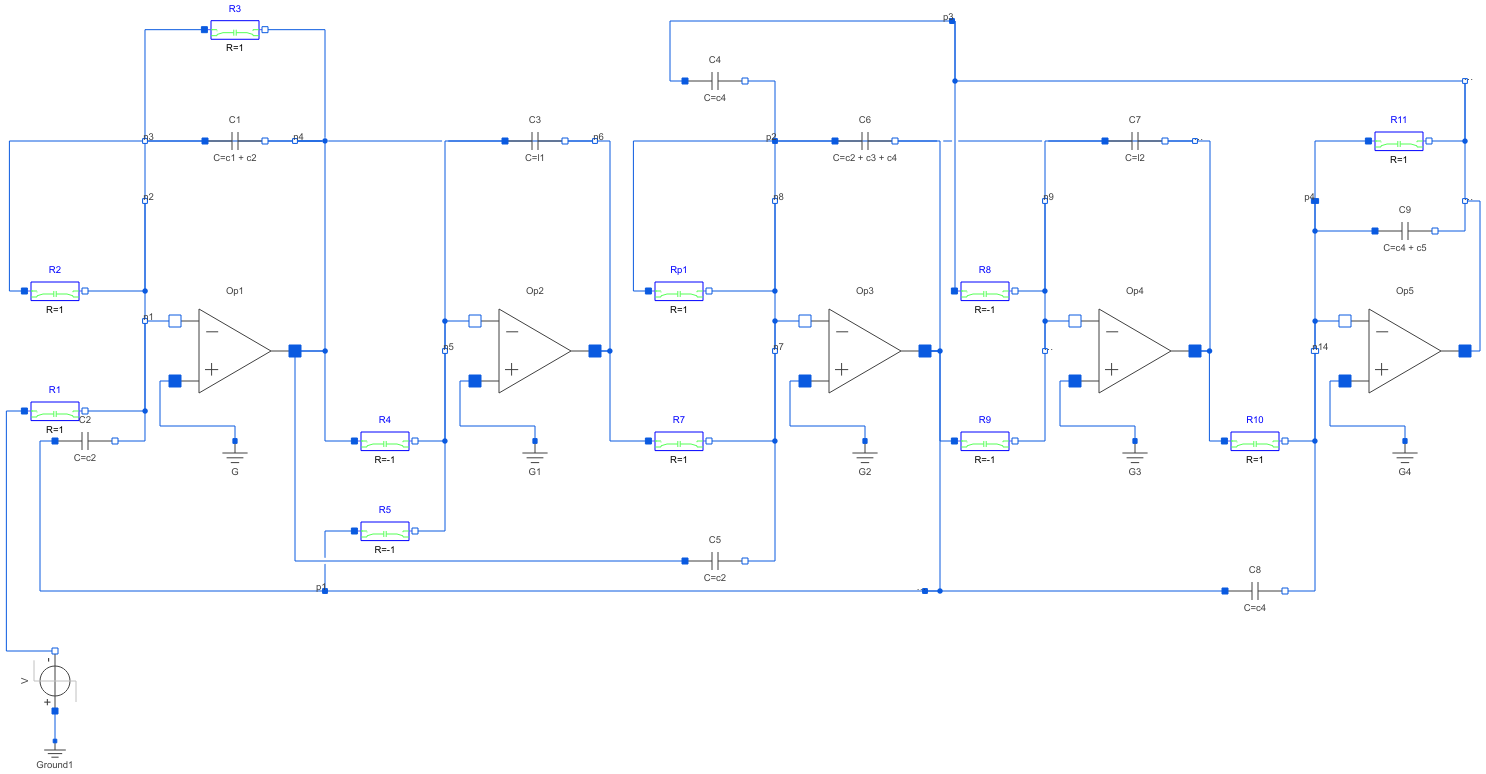 R3
R=1
p3
C4
C=c4
n3
C1
C=c1 + c2
n4
C3
C=l1
n6
p2
C6
C=c2 + c3 + c4
C7
C=l2
R11
R=1
n2
n8
n9
p4
C9
C=c4 + c5
R2
R=1
Op1
Op2
Rp1
R=1
Op3
R8
R=-1
Op4
Op5
n1
n5
n7
n14
R1
R=1
C2
C=c2
G
R4
R=-1
G1
R7
R=1
G2
R9
R=-1
G3
R10
R=1
G4
R5
R=-1
C5
C=c2
p1
C8
C=c4
-
V
+
Ground1